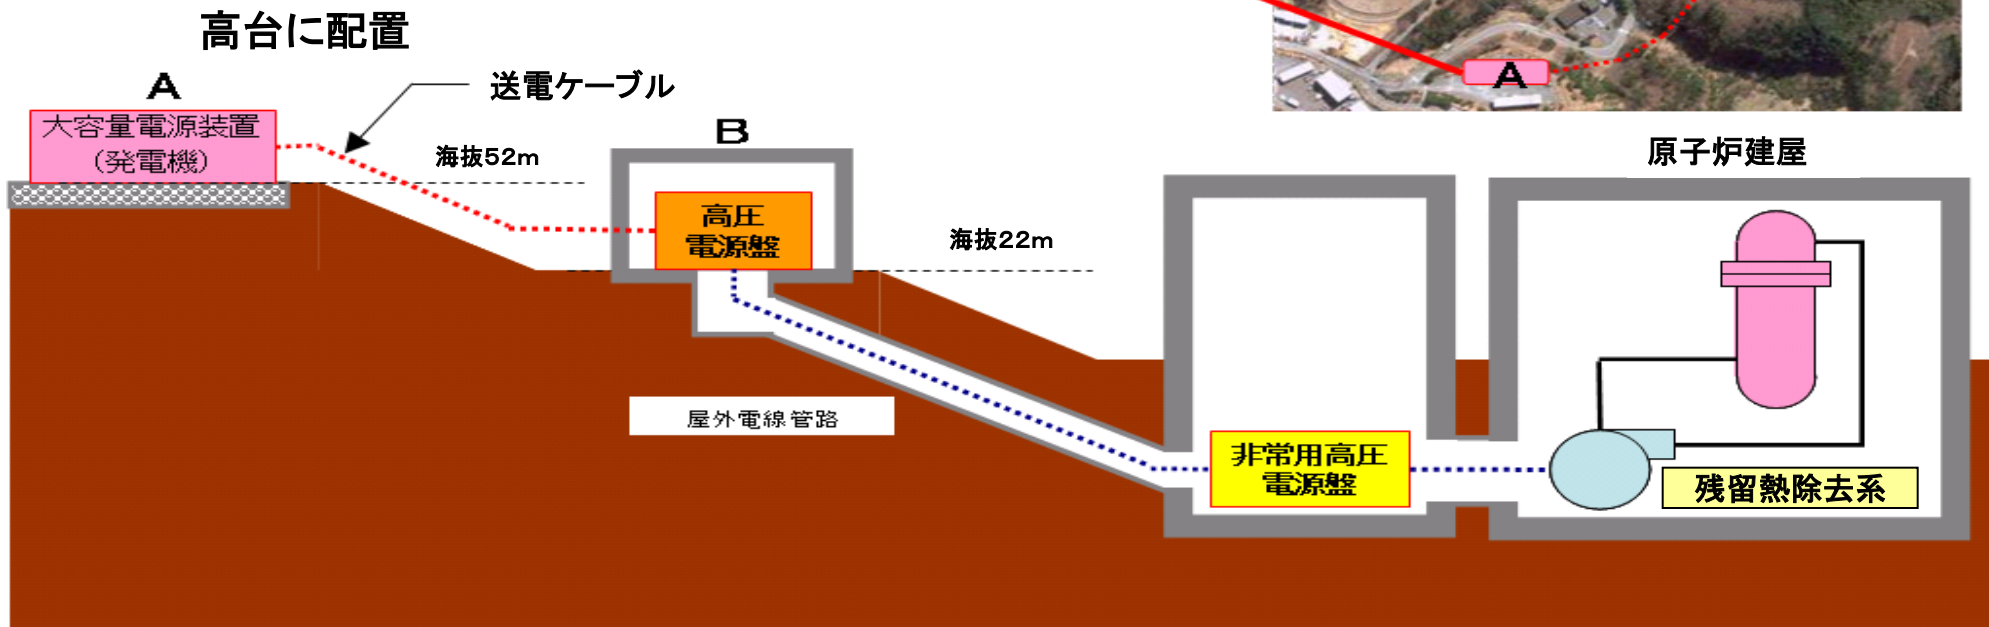 高台に配置
A
大容量電源装置
（発電機）
送電ケーブル
海抜52m
B
高圧
電源盤
海抜22m
屋外電線管路
非常用高圧
電源盤
A
原子炉建屋
残留熱除去系